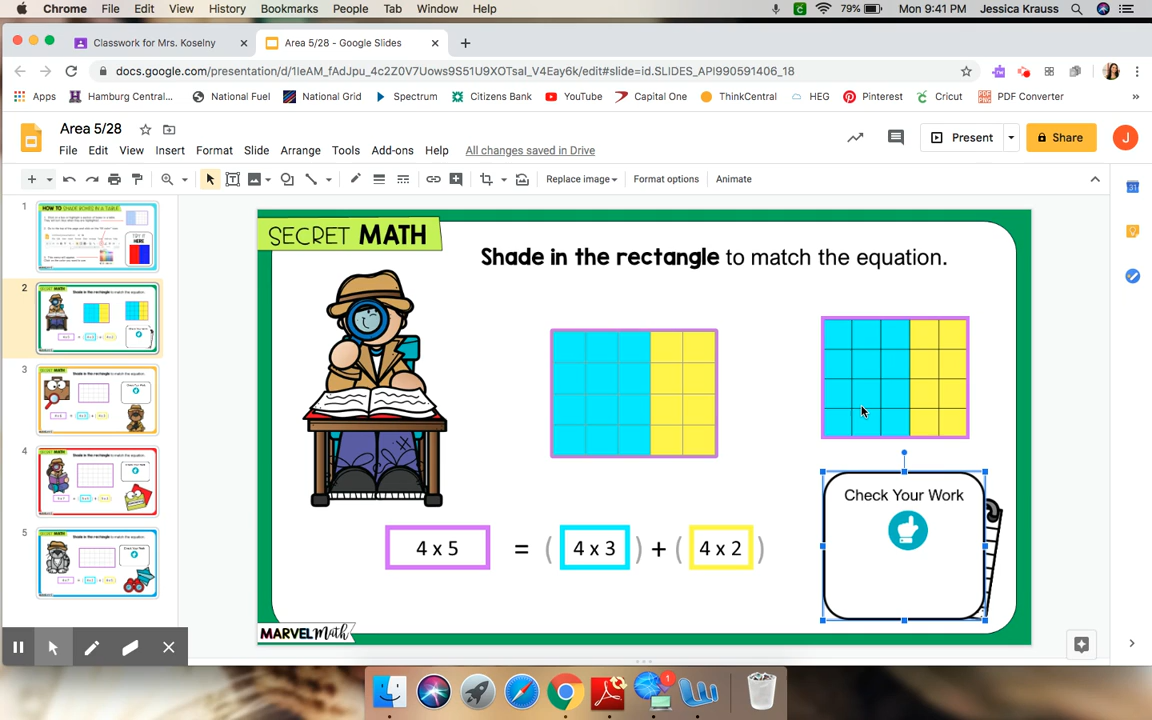 Chrome File Edit View History Bookmarks People Tab Window Help 79% Mon 9:41 PM Jessica Krauss
Classwork for Mrs. Koselny Area 5/28 - Google Slides
docs.google.com/presentation/d/1IeAM_fAdJpu_4c2Z0V7Uows9S51U9XOTsaI_V4Eay6k/edit#slide=id.SLIDES_API990591406_18
Apps Hamburg Central... National Fuel National Grid Spectrum Citizens Bank YouTube Capital One ThinkCentral HEG Pinterest Cricut PDF Converter »
Area 5/28
Present Share J
File Edit View Insert Format Slide Arrange Tools Add-ons Help All changes saved in Drive
Replace image Format options Animate
1
2
3
4
5
SECRET MATH
Shade in the rectangle to match the equation.
Check Your Work
4 x 5 = ( 4 x 3 ) + ( 4 x 2 )
MARVEL Math
1